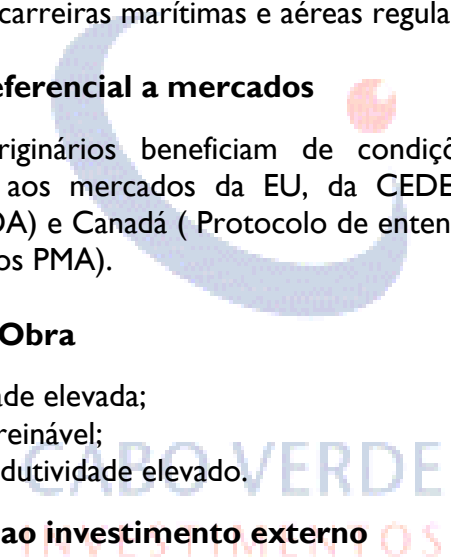 carreiras marítimas e aéreas regula
eferencial a mercados
riginários beneficiam de condiçõ
aos mercados da EU, da CEDE
DA) e Canadá ( Protocolo de enten
os PMA).
Obra
ade elevada;
reinável;
dutividade elevado.
CABO VERDE
ao investimento externo
INVESTIMENTOS